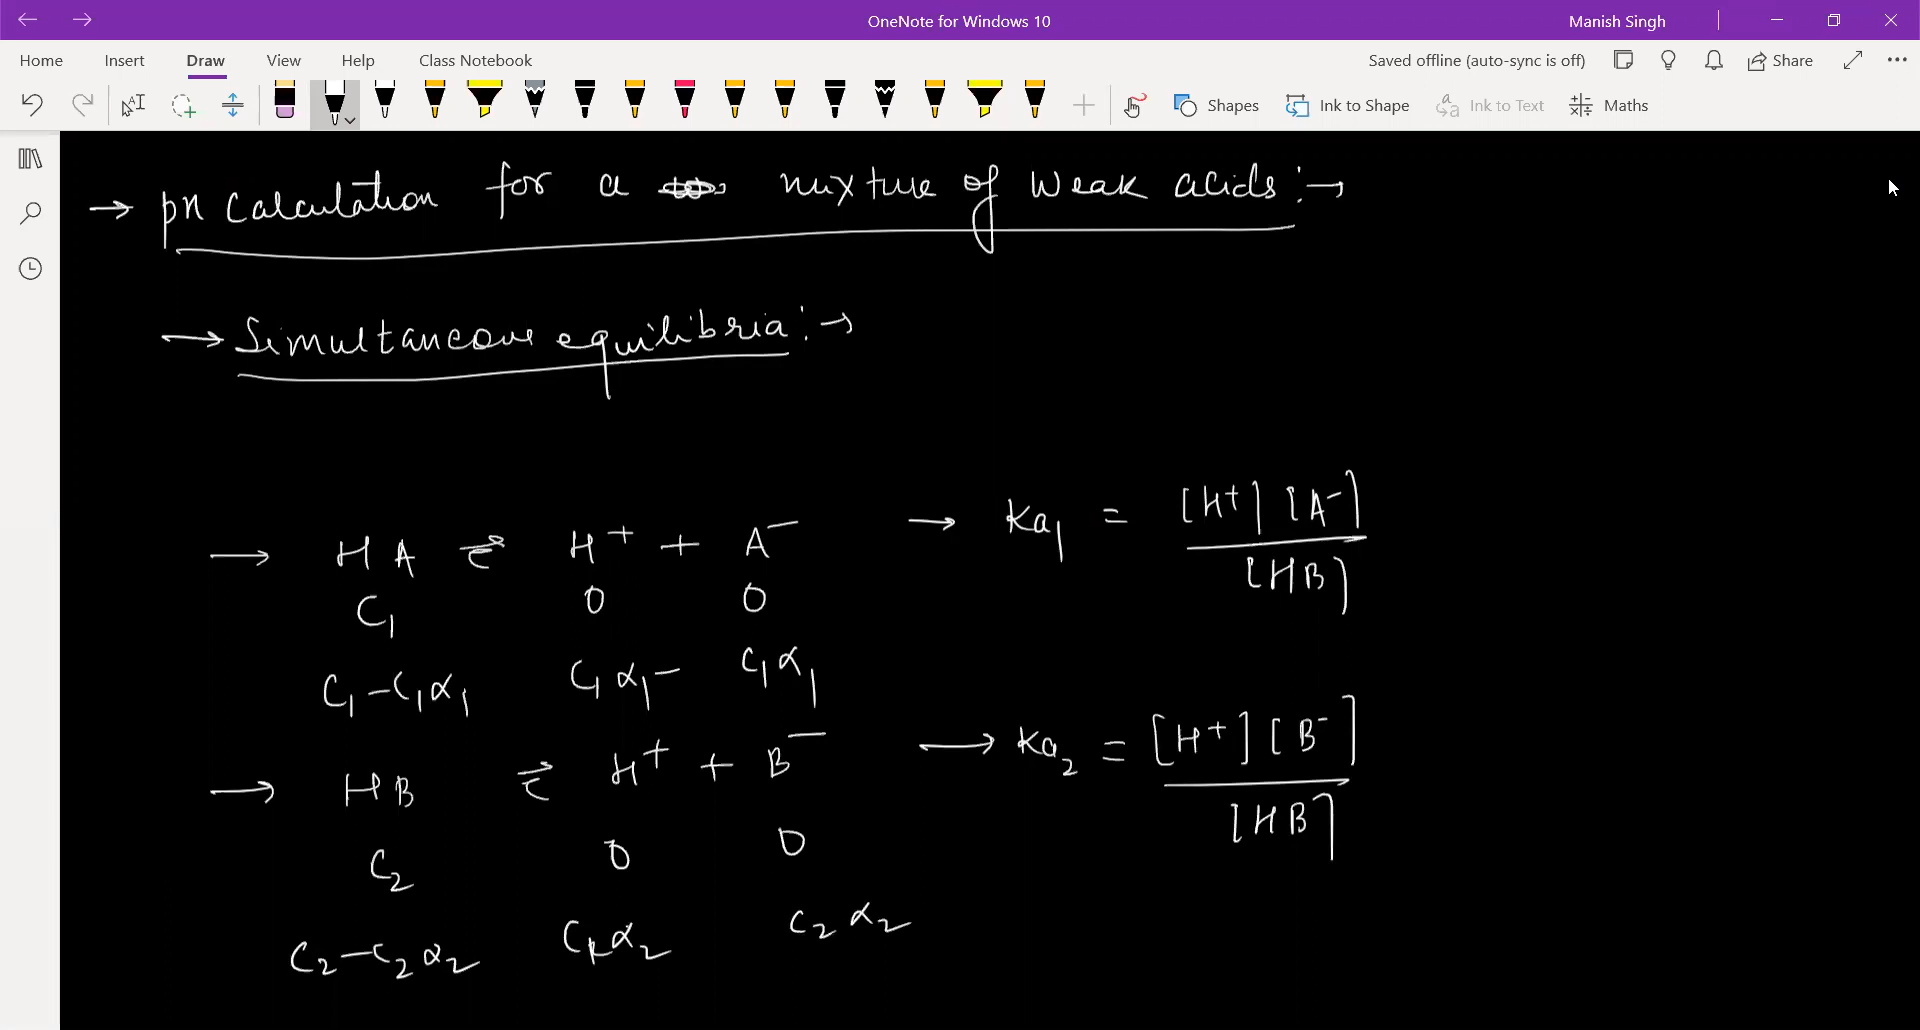 OneNote for Windows 10
Manish Singh
Home Insert Draw View Help Class Notebook
Saved offline (auto-sync is off) Share
Shapes Ink to Shape Ink to Text Maths
→ pH calculation for a mixture of weak acids :→
→ Simultaneous equilibria :→
→ HA ⇌ H⁺ + A⁻ → Ka₁ = [H⁺] [A⁻] / [HB]
C₁ 0 0
C₁-C₁α₁ C₁α₁- C₁α₁
→ HB ⇌ H⁺ + B⁻ → Ka₂ = [H⁺] [B⁻] / [HB]
C₂ 0 0
C₂-C₂α₂ C₂α₂ C₂α₂